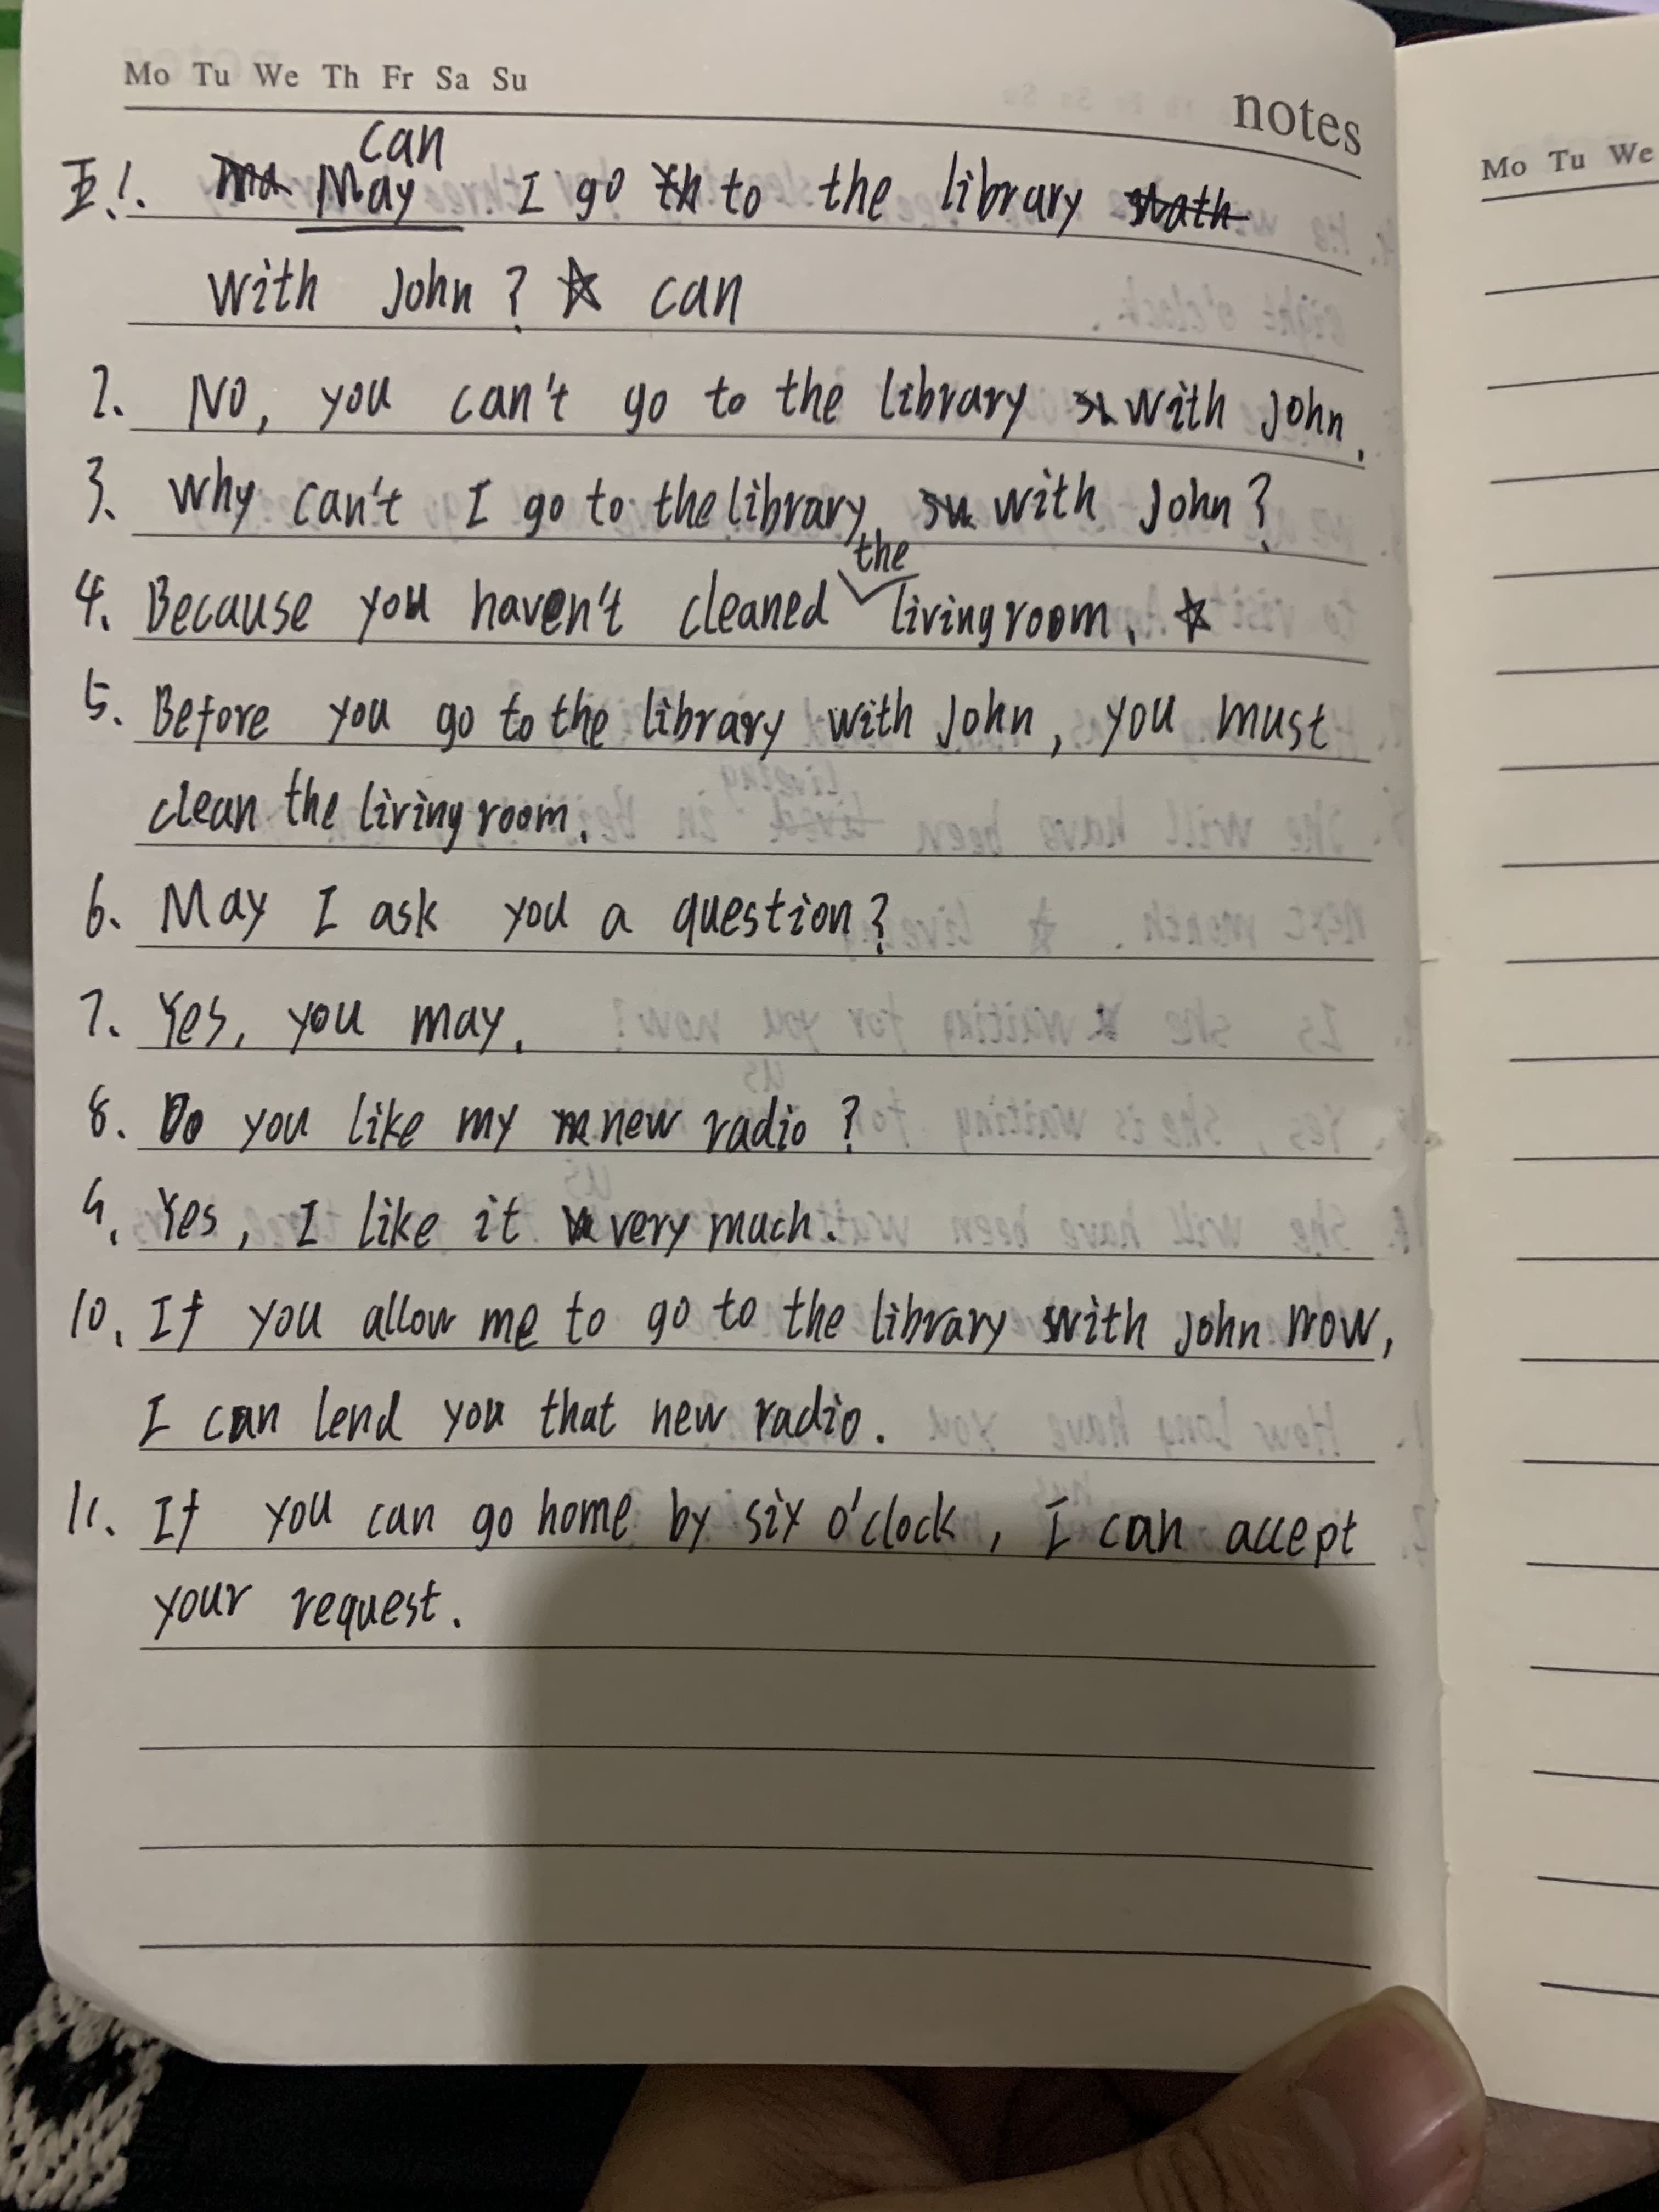 Mo Tu We Th Fr Sa Su
notes
Mo Tu We
can
1. May I go to the library
with John? ☆ can
2. No, you can't go to the library with John.
3. Why can't I go to the library with John?
the
4. Because you haven't cleaned livingroom. ☆
5. Before you go to the library with John, you must
clean the living room.
6. May I ask you a question?
7. Yes, you may.
8. Do you like my new radio?
9. Yes, I like it very much.
10. If you allow me to go to the library with John now,
I can lend you that new radio.
11. If you can go home by six o'clock, I can accept
your request.